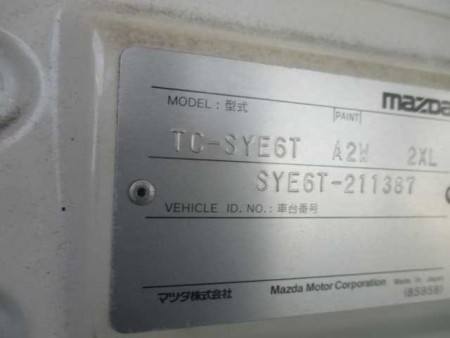 mazda
MODEL : 型式 PAINT
TC-SYE6T A2W 2XL
SYE6T-211387
VEHICLE I.D. NO. : 車台番号
マツダ株式会社 Mazda Motor Corporation Made in Japan
(8S8SB)